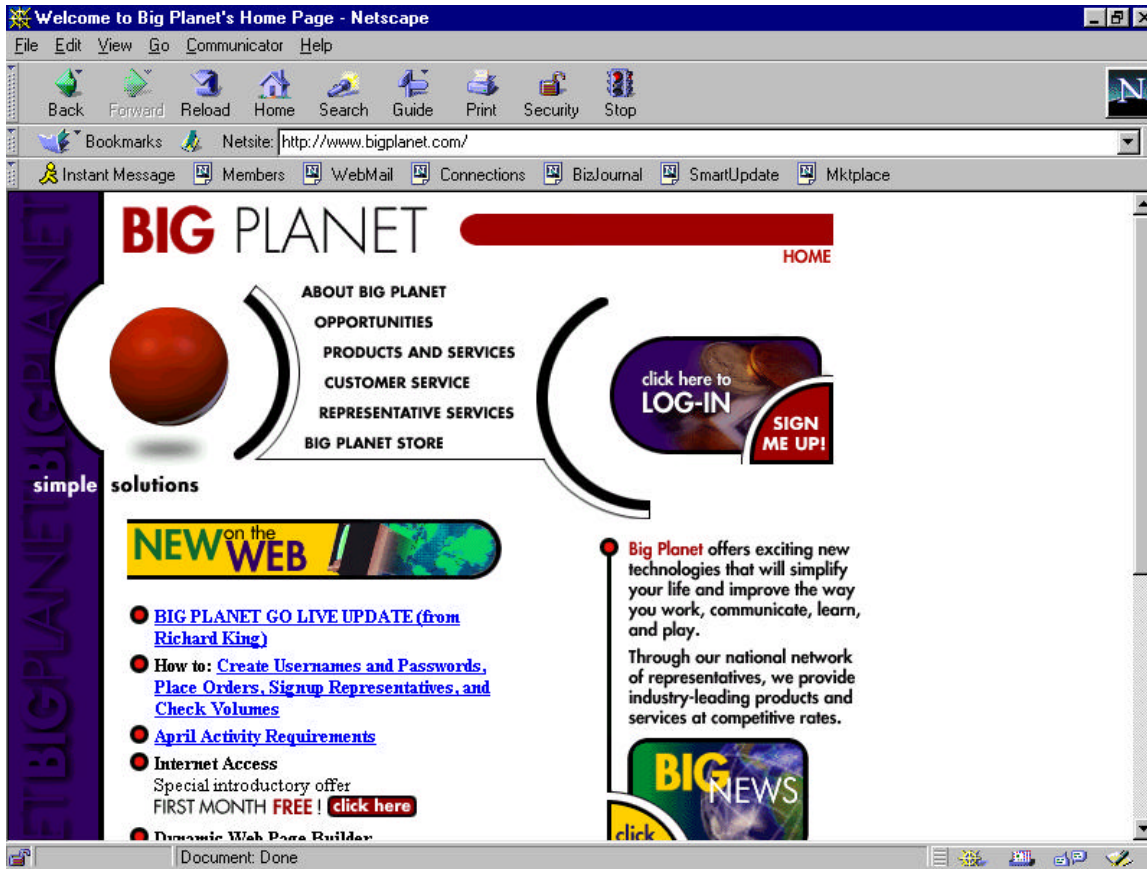 Welcome to Big Planet's Home Page - Netscape
File Edit View Go Communicator Help
Back Forward Reload Home Search Guide Print Security Stop
N
Bookmarks Netsite: http://www.bigplanet.com/
Instant Message Members WebMail Connections BizJournal SmartUpdate Mktplace
BIG PLANET
HOME
ABOUT BIG PLANET
OPPORTUNITIES
PRODUCTS AND SERVICES
CUSTOMER SERVICE
REPRESENTATIVE SERVICES
BIG PLANET STORE
click here to
LOG-IN
SIGN
ME UP!
simple solutions
BIGPLANET
NEW on the
WEB
BIG PLANET GO LIVE UPDATE (from
Richard King)
How to: Create Usernames and Passwords,
Place Orders, Signup Representatives, and
Check Volumes
April Activity Requirements
Internet Access
Special introductory offer
FIRST MONTH FREE ! click here
Dynamic Web Page Builder
Big Planet offers exciting new
technologies that will simplify
your life and improve the way
you work, communicate, learn,
and play.
Through our national network
of representatives, we provide
industry-leading products and
services at competitive rates.
BIG
NEWS
click
Document: Done